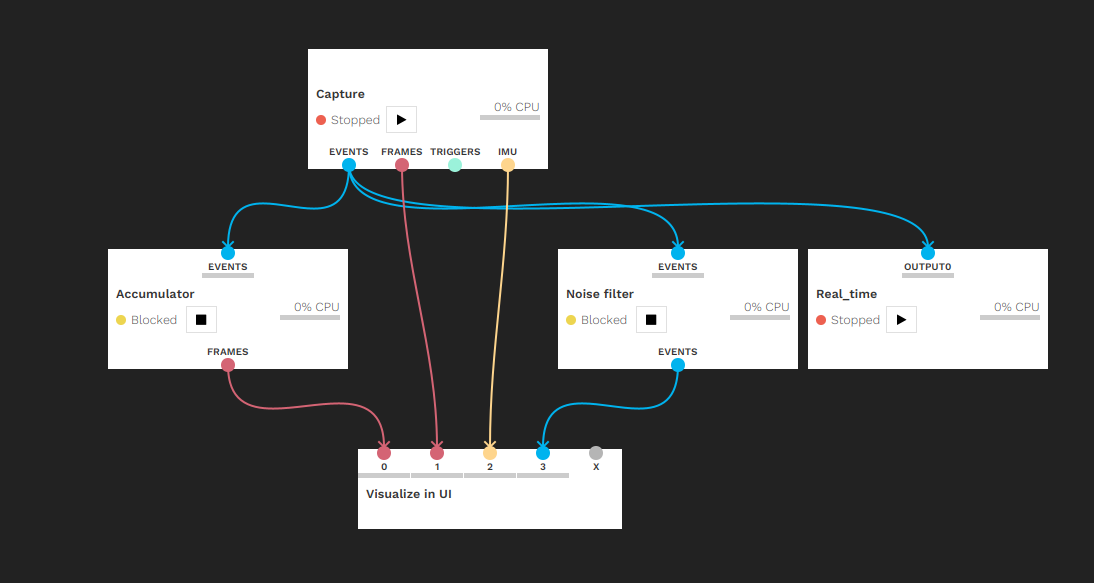 Capture
0% CPU
Stopped
EVENTS FRAMES TRIGGERS IMU
EVENTS
Accumulator
0% CPU
Blocked
FRAMES
EVENTS
Noise filter
0% CPU
Blocked
EVENTS
OUTPUT0
Real_time
0% CPU
Stopped
0 1 2 3 X
Visualize in UI